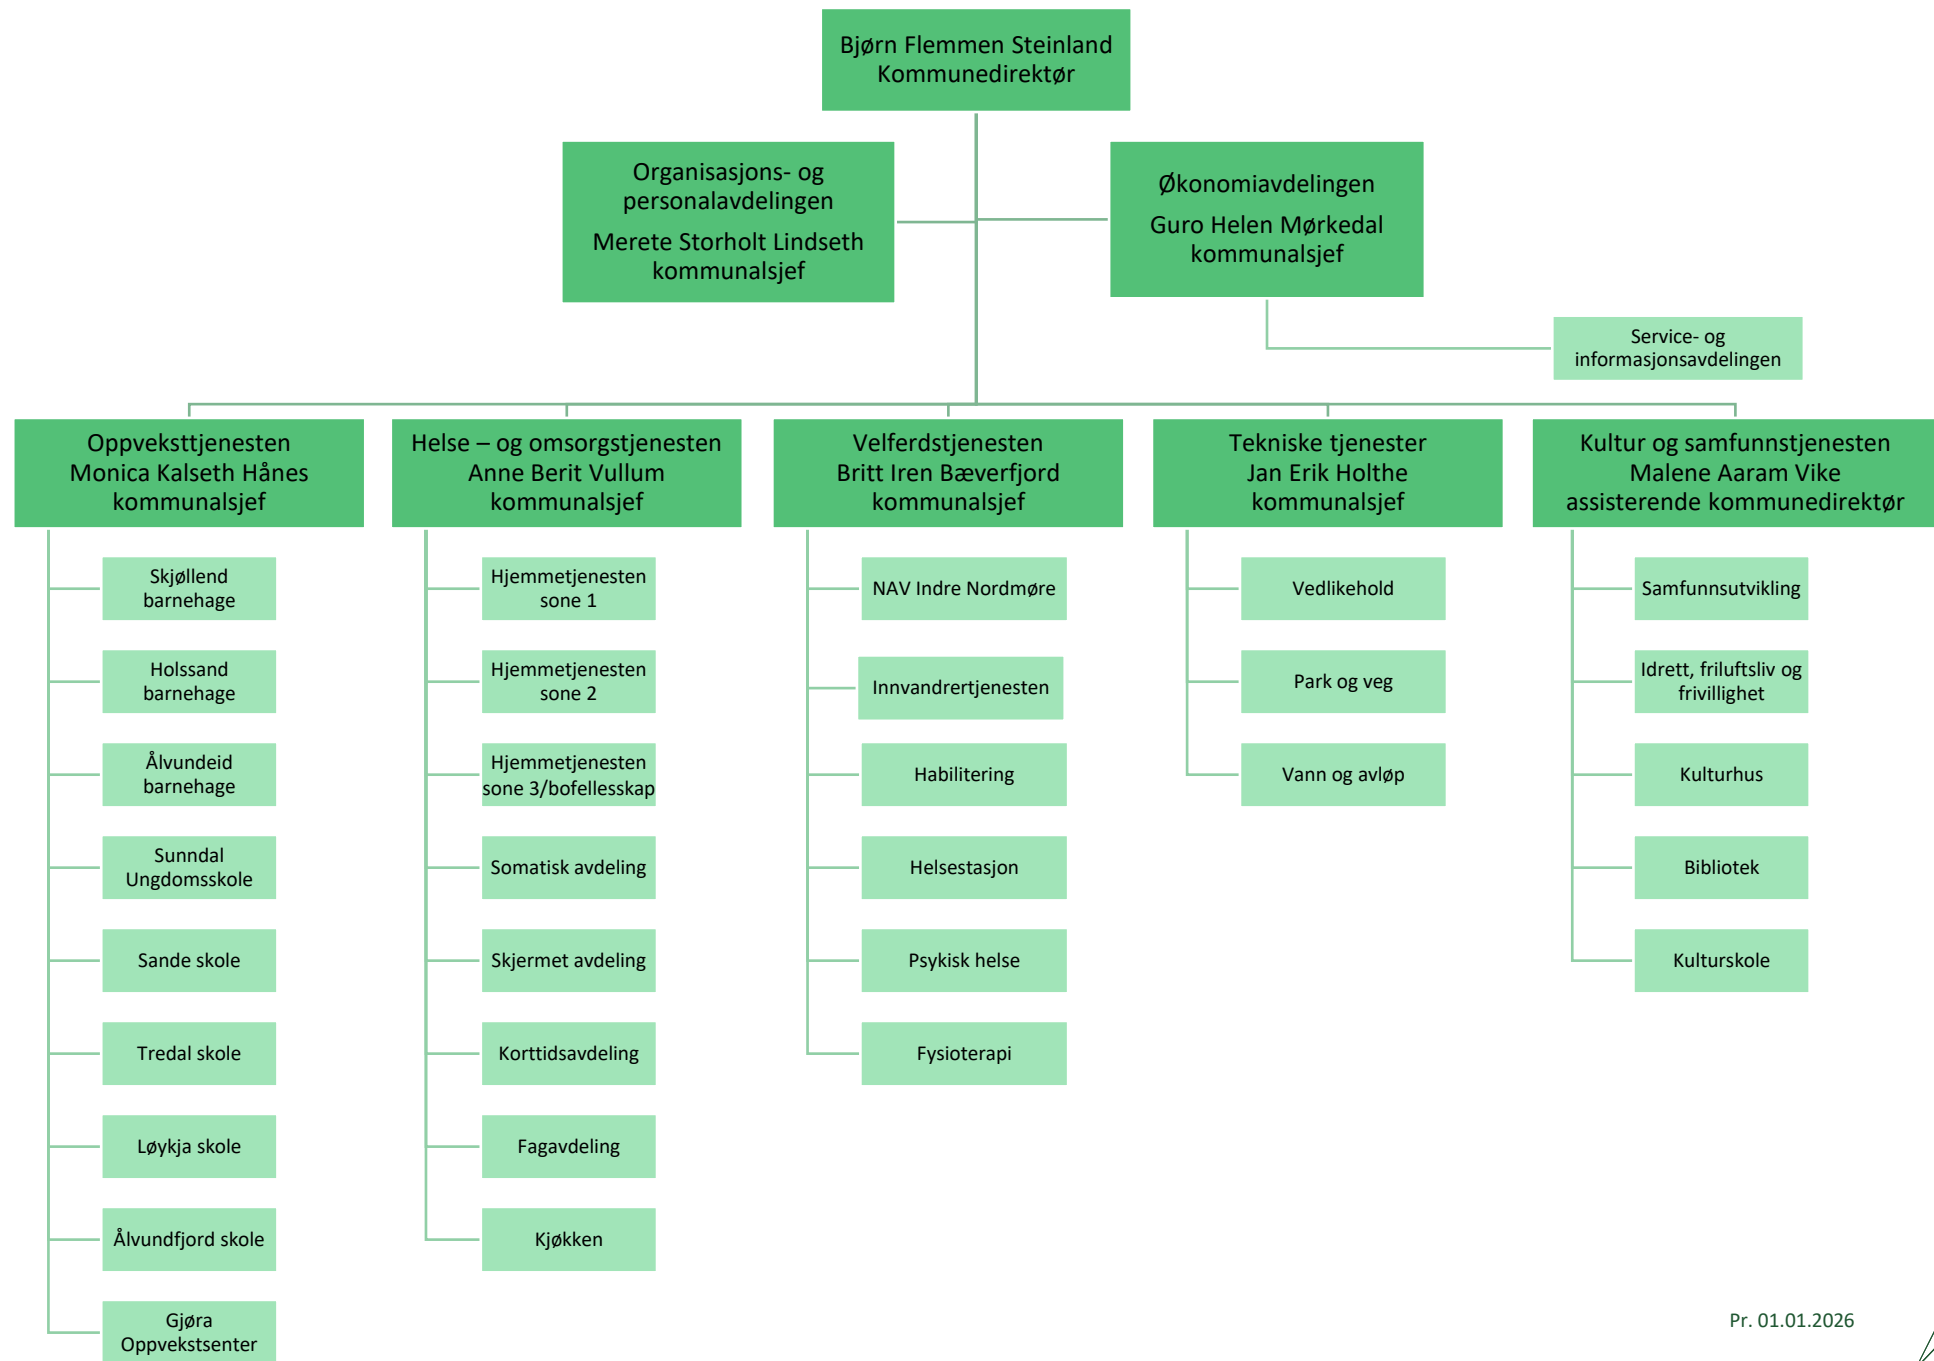 Bjørn Flemmen Steinland
Kommunedirektør
Organisasjons- og
personalavdelingen
Merete Storholt Lindseth
kommunalsjef
Økonomiavdelingen
Guro Helen Mørkedal
kommunalsjef
Service- og
informasjonsavdelingen
Oppveksttjenesten
Monica Kalseth Hånes
kommunalsjef
Skjøllend
barnehage
Holssand
barnehage
Ålvundeid
barnehage
Sunndal
Ungdomsskole
Sande skole
Tredal skole
Løykja skole
Ålvundfjord skole
Gjøra
Oppvekstsenter
Helse – og omsorgstjenesten
Anne Berit Vullum
kommunalsjef
Hjemmetjenesten
sone 1
Hjemmetjenesten
sone 2
Hjemmetjenesten
sone 3/bofellesskap
Somatisk avdeling
Skjermet avdeling
Korttidsavdeling
Fagavdeling
Kjøkken
Velferdstjenesten
Britt Iren Bæverfjord
kommunalsjef
NAV Indre Nordmøre
Innvandrertjenesten
Habilitering
Helsestasjon
Psykisk helse
Fysioterapi
Tekniske tjenester
Jan Erik Holthe
kommunalsjef
Vedlikehold
Park og veg
Vann og avløp
Kultur og samfunnstjenesten
Malene Aaram Vike
assisterende kommunedirektør
Samfunnsutvikling
Idrett, friluftsliv og
frivillighet
Kulturhus
Bibliotek
Kulturskole
Pr. 01.01.2026